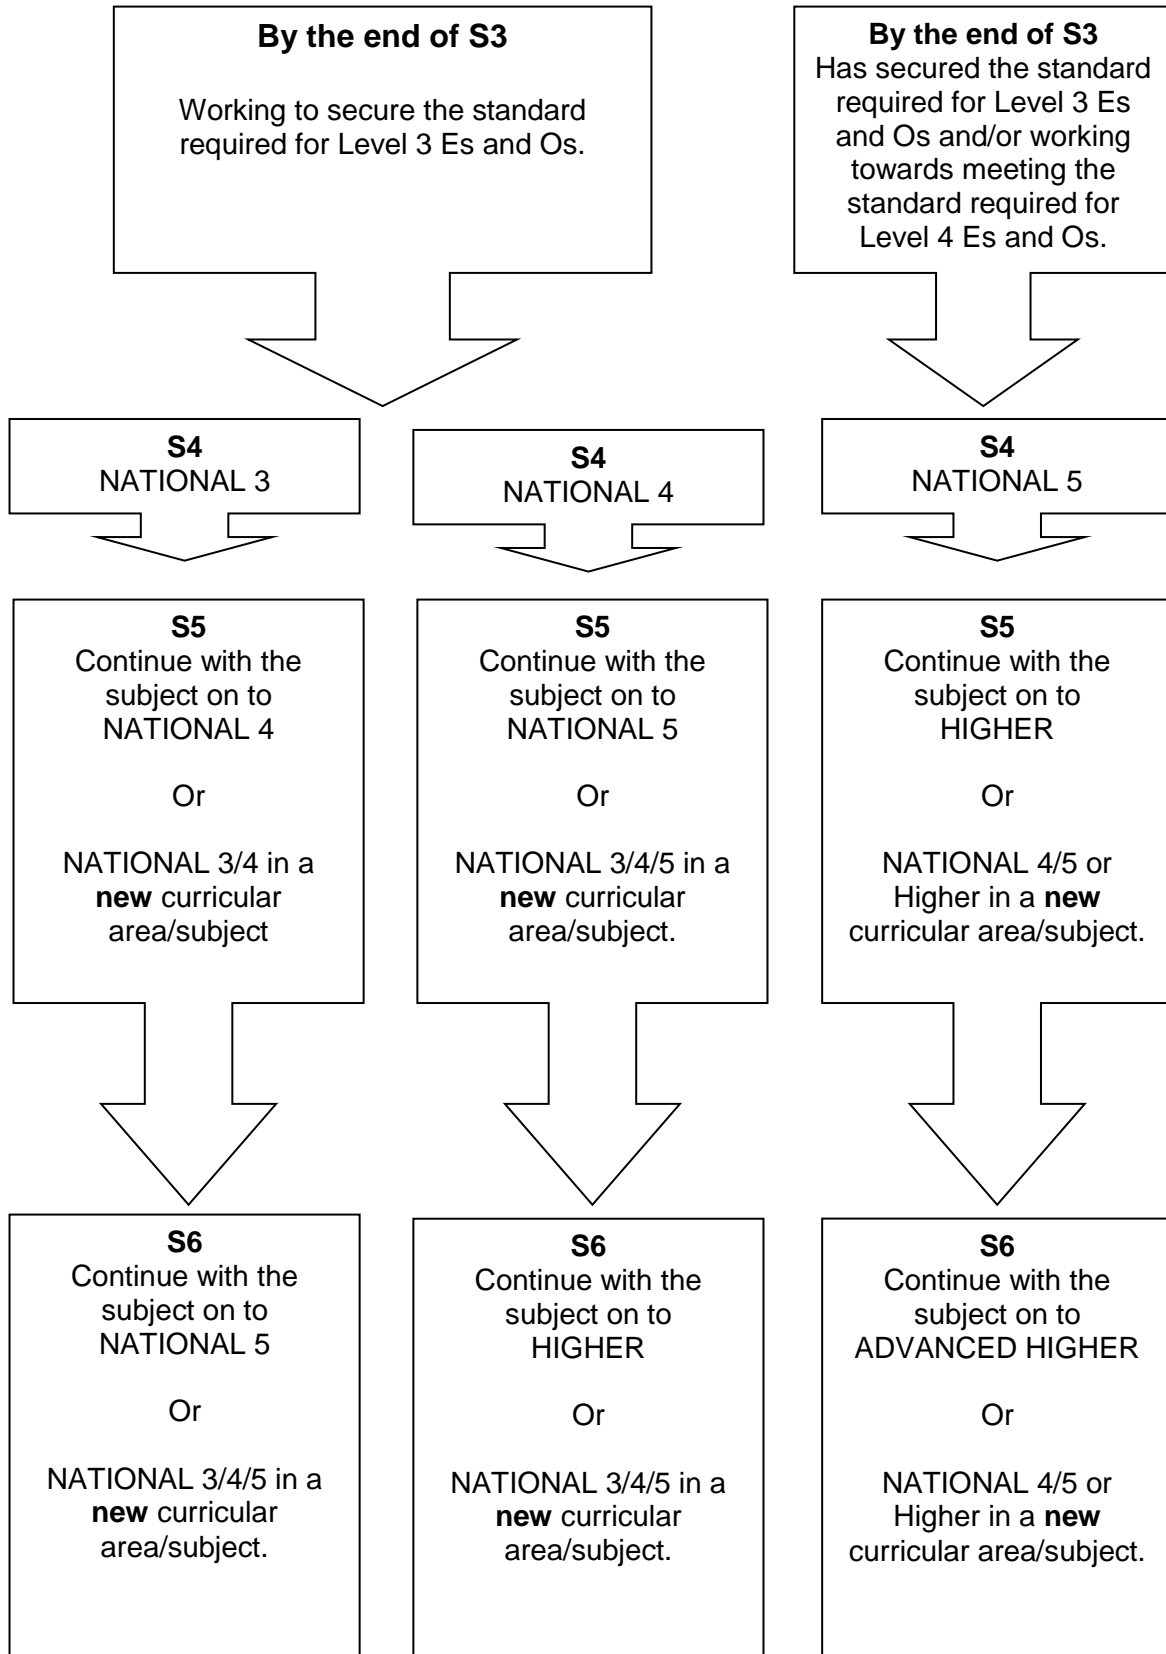 By the end of S3
Working to secure the standard
required for Level 3 Es and Os.
By the end of S3
Has secured the standard
required for Level 3 Es
and Os and/or working
towards meeting the
standard required for
Level 4 Es and Os.
S4
NATIONAL 3
S4
NATIONAL 4
S4
NATIONAL 5
S5
Continue with the
subject on to
NATIONAL 4
Or
NATIONAL 3/4 in a
new curricular
area/subject
S5
Continue with the
subject on to
NATIONAL 5
Or
NATIONAL 3/4/5 in a
new curricular
area/subject.
S5
Continue with the
subject on to
HIGHER
Or
NATIONAL 4/5 or
Higher in a new
curricular area/subject.
S6
Continue with the
subject on to
NATIONAL 5
Or
NATIONAL 3/4/5 in a
new curricular
area/subject.
S6
Continue with the
subject on to
HIGHER
Or
NATIONAL 3/4/5 in a
new curricular
area/subject.
S6
Continue with the
subject on to
ADVANCED HIGHER
Or
NATIONAL 4/5 or
Higher in a new
curricular area/subject.